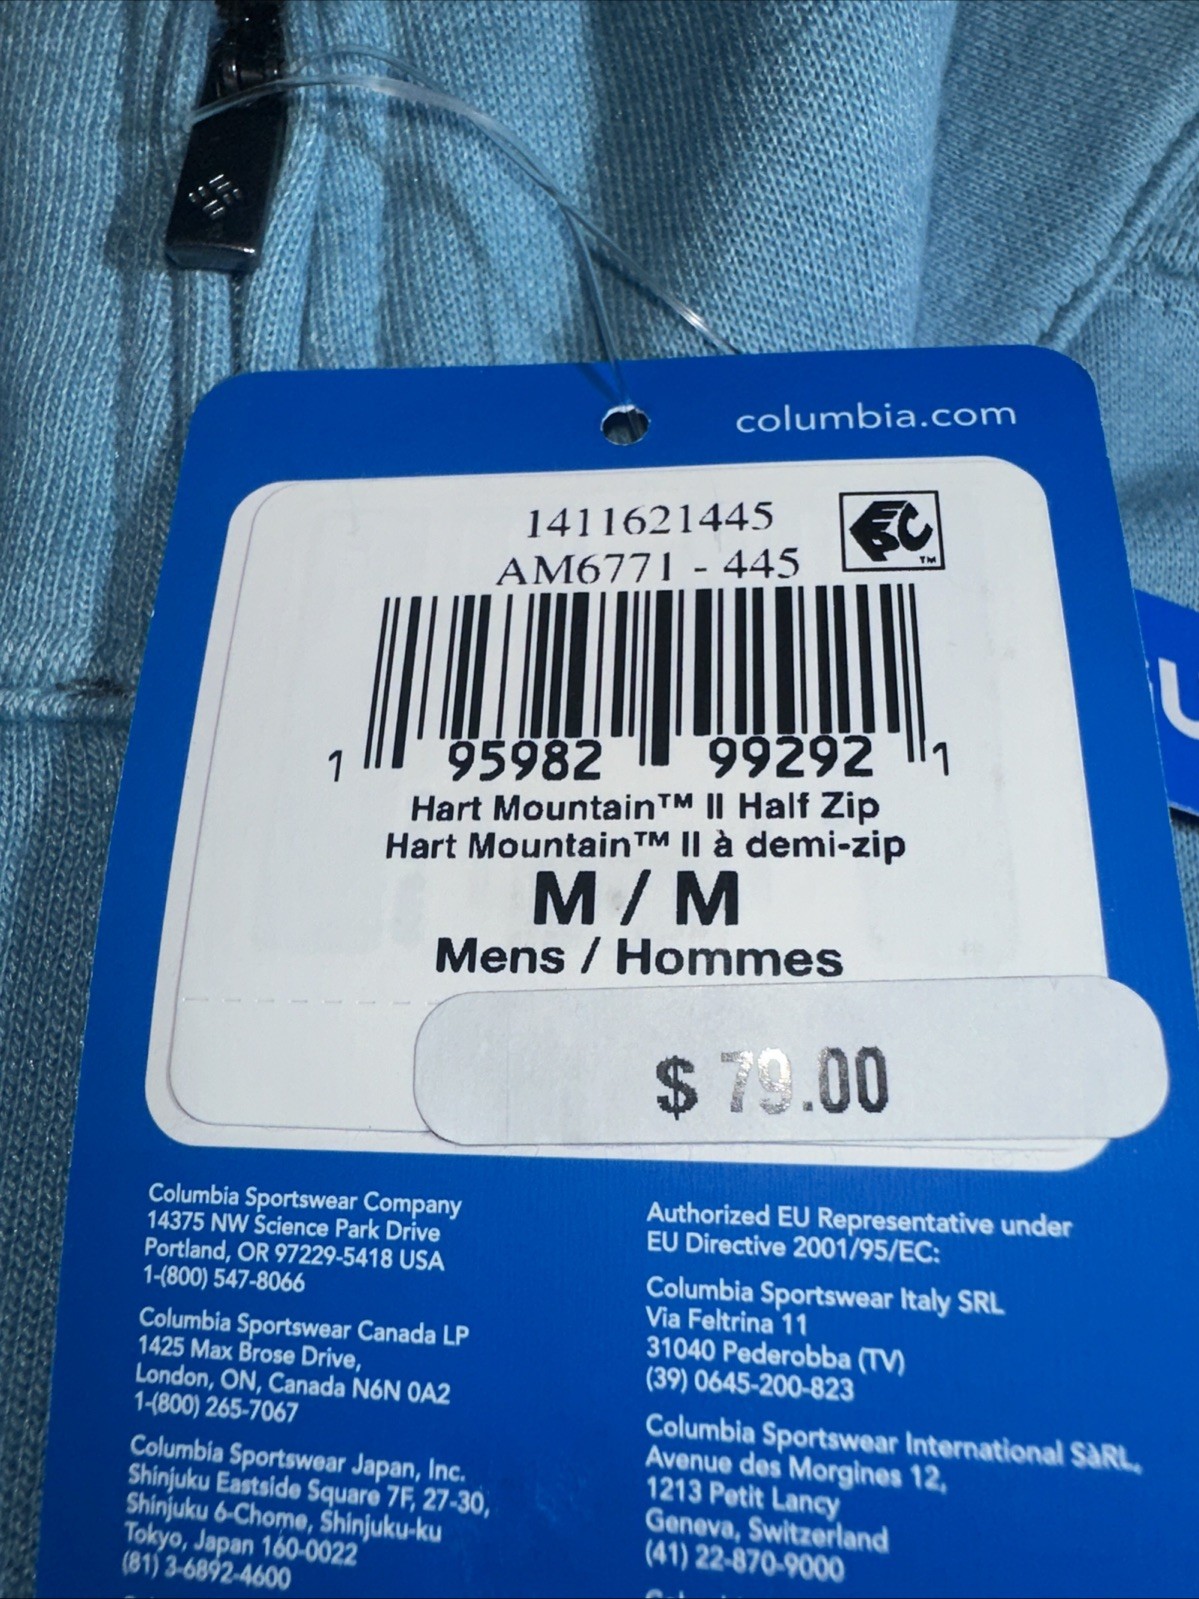 columbia.com
1411621445
AM6771 - 445
EPC
TM
1 95982 99292 1
Hart Mountain™ II Half Zip
Hart Mountain™ II à demi-zip
M / M
Mens / Hommes
$ 79.00
Columbia Sportswear Company
14375 NW Science Park Drive
Portland, OR 97229-5418 USA
1-(800) 547-8066
Columbia Sportswear Canada LP
1425 Max Brose Drive,
London, ON, Canada N6N 0A2
1-(800) 265-7067
Columbia Sportswear Japan, Inc.
Shinjuku Eastside Square 7F, 27-30,
Shinjuku 6-Chome, Shinjuku-ku
Tokyo, Japan 160-0022
(81) 3-6892-4600
Authorized EU Representative under
EU Directive 2001/95/EC:
Columbia Sportswear Italy SRL
Via Feltrina 11
31040 Pederobba (TV)
(39) 0645-200-823
Columbia Sportswear International SàRL,
Avenue des Morgines 12,
1213 Petit Lancy
Geneva, Switzerland
(41) 22-870-9000